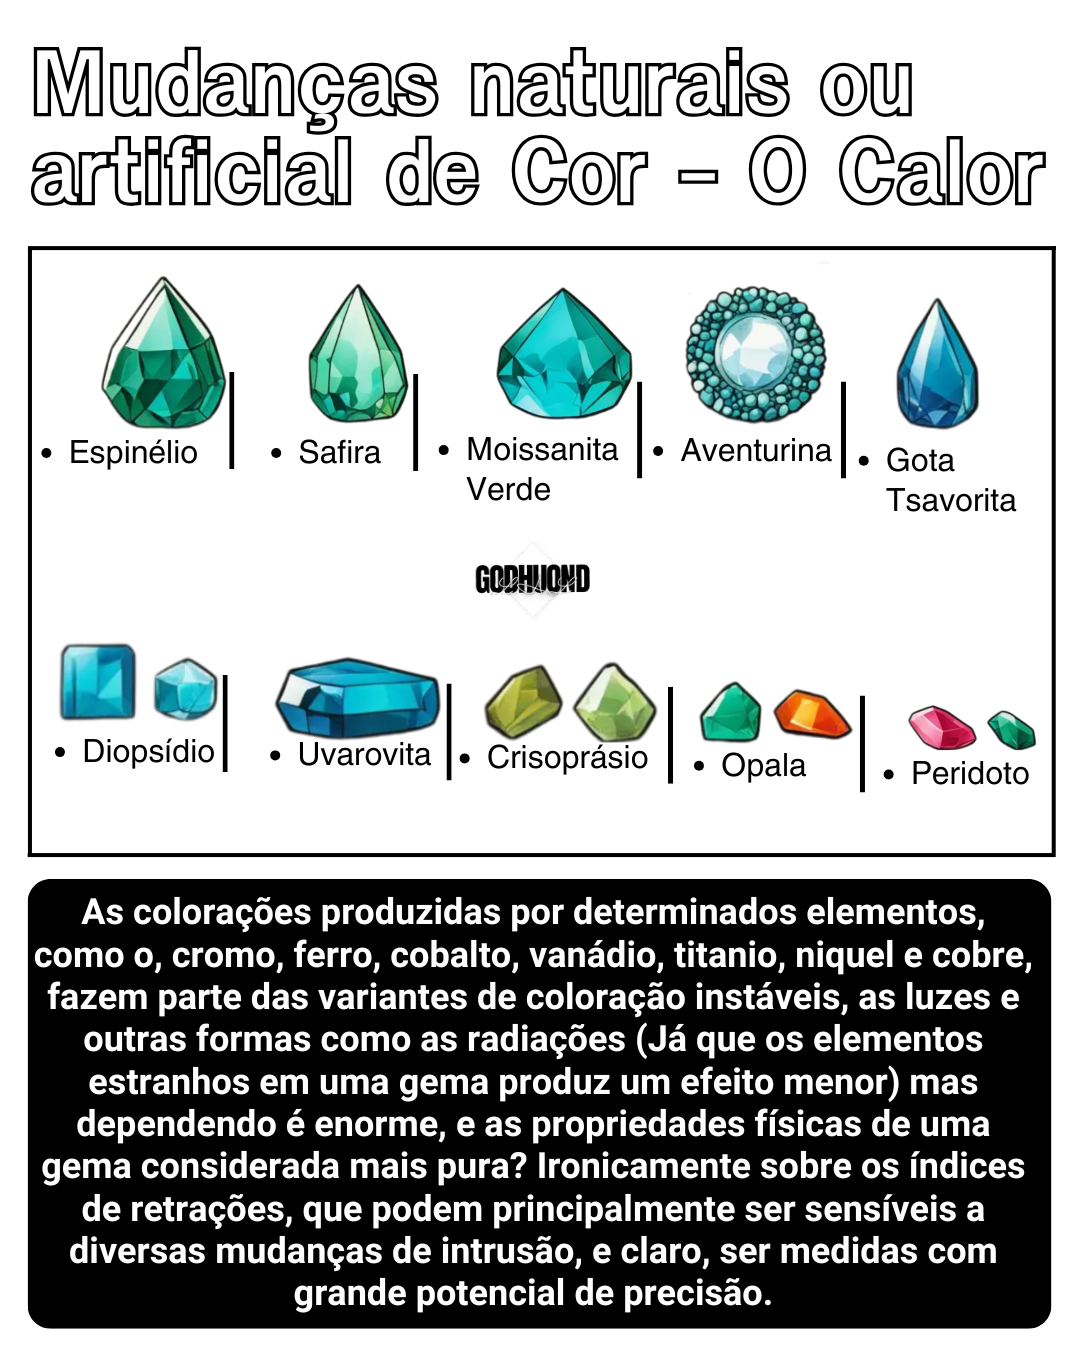 Mudanças naturais ou
artificial de Cor - O Calor
• Espinélio
• Safira
• Moissanita
Verde
• Aventurina
• Gota
Tsavorita
GODHUOND
• Diopsídio
• Uvarovita
• Crisoprásio
• Opala
• Peridoto
As colorações produzidas por determinados elementos,
como o, cromo, ferro, cobalto, vanádio, titanio, niquel e cobre,
fazem parte das variantes de coloração instáveis, as luzes e
outras formas como as radiações (Já que os elementos
estranhos em uma gema produz um efeito menor) mas
dependendo é enorme, e as propriedades físicas de uma
gema considerada mais pura? Ironicamente sobre os índices
de retrações, que podem principalmente ser sensíveis a
diversas mudanças de intrusão, e claro, ser medidas com
grande potencial de precisão.